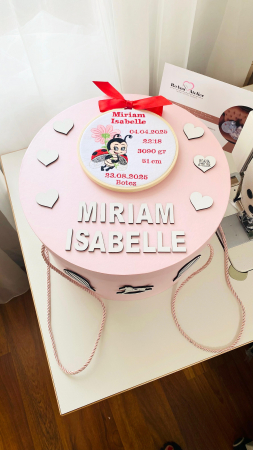 Miriam
Isabelle
04.04.2025
22:18
3090 gr
51 cm
23.08.2025
Botez
MIRIAM
ISABELLE